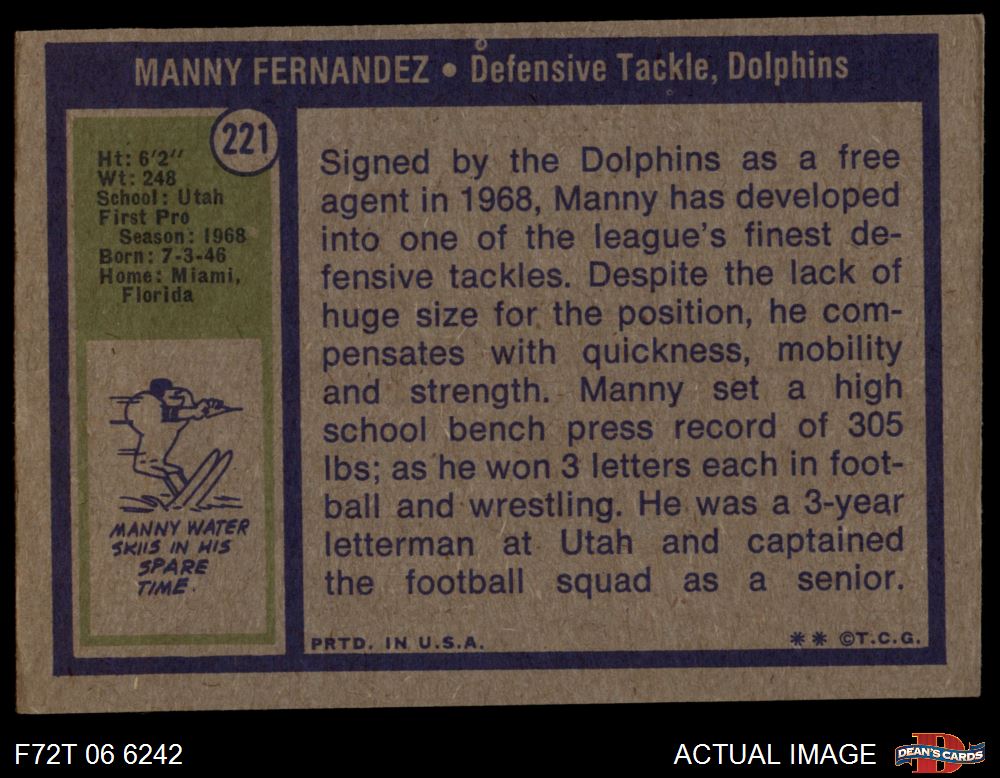 MANNY FERNANDEZ • Defensive Tackle, Dolphins
221
Ht: 6'2"
Wt: 248
School: Utah
First Pro
Season: 1968
Born: 7-3-46
Home: Miami,
Florida
MANNY WATER
SKIIS IN HIS
SPARE
TIME.
Signed by the Dolphins as a free
agent in 1968, Manny has developed
into one of the league's finest de-
fensive tackles. Despite the lack of
huge size for the position, he com-
pensates with quickness, mobility
and strength. Manny set a high
school bench press record of 305
lbs; as he won 3 letters each in foot-
ball and wrestling. He was a 3-year
letterman at Utah and captained
the football squad as a senior.
PRTD. IN U.S.A.
** ©T.C.G.
F72T 06 6242
ACTUAL IMAGE
D
DEAN'S CARDS